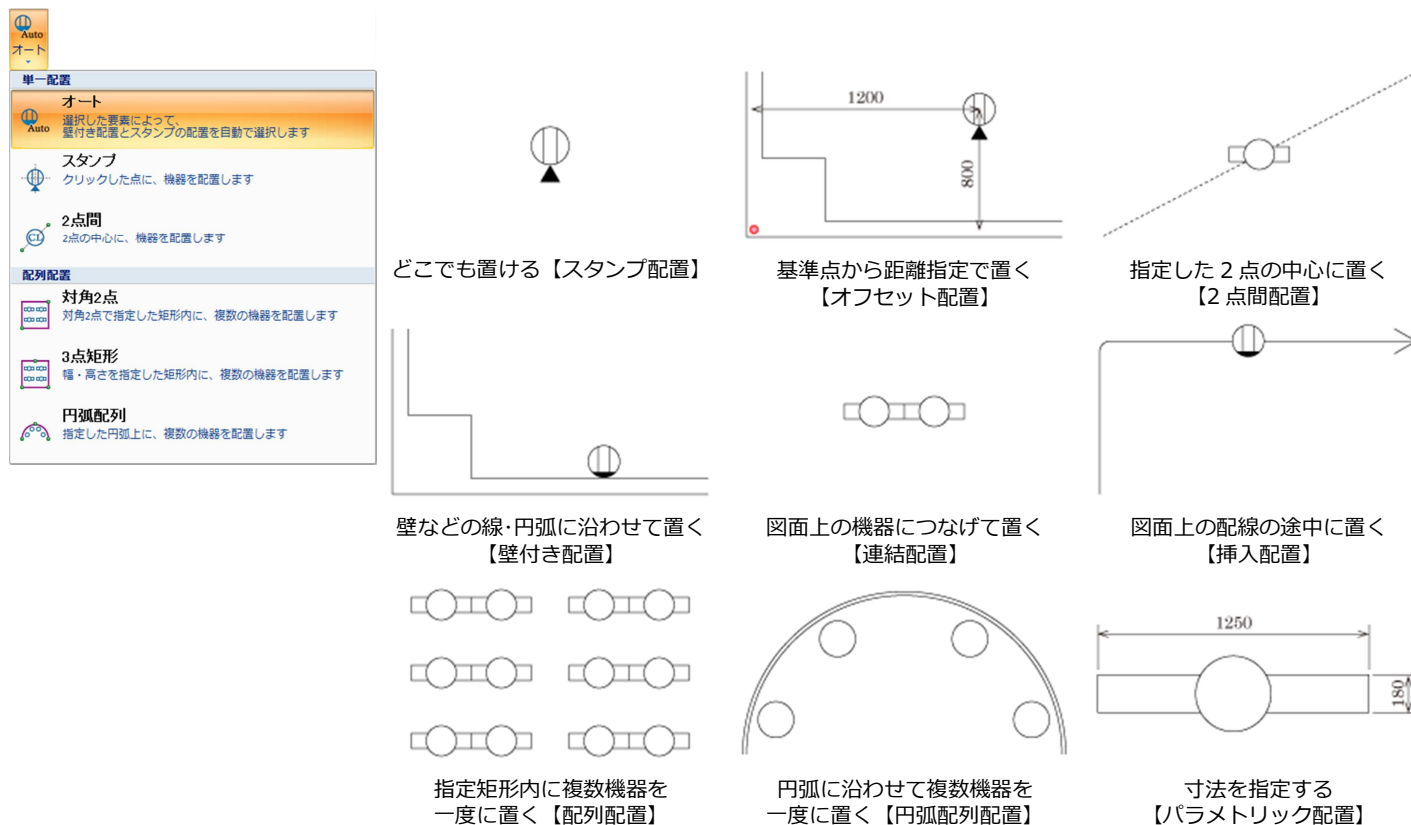 Auto
オート
単一配置
オート
Auto
選択した要素によって、
壁付き配置とスタンプの配置を自動で選択します
スタンプ
クリックした点に、機器を配置します
2点間
CL
2点の中心に、機器を配置します
配列配置
対角2点
対角2点で指定した矩形内に、複数の機器を配置します
3点矩形
幅・高さを指定した矩形内に、複数の機器を配置します
円弧配列
指定した円弧上に、複数の機器を配置します
どこでも置ける【スタンプ配置】
1200
800
基準点から距離指定で置く
【オフセット配置】
指定した 2 点の中心に置く
【2 点間配置】
壁などの線・円弧に沿わせて置く
【壁付き配置】
図面上の機器につなげて置く
【連結配置】
図面上の配線の途中に置く
【挿入配置】
指定矩形内に複数機器を
一度に置く【配列配置】
円弧に沿わせて複数機器を
一度に置く【円弧配列配置】
1250
180
寸法を指定する
【パラメトリック配置】